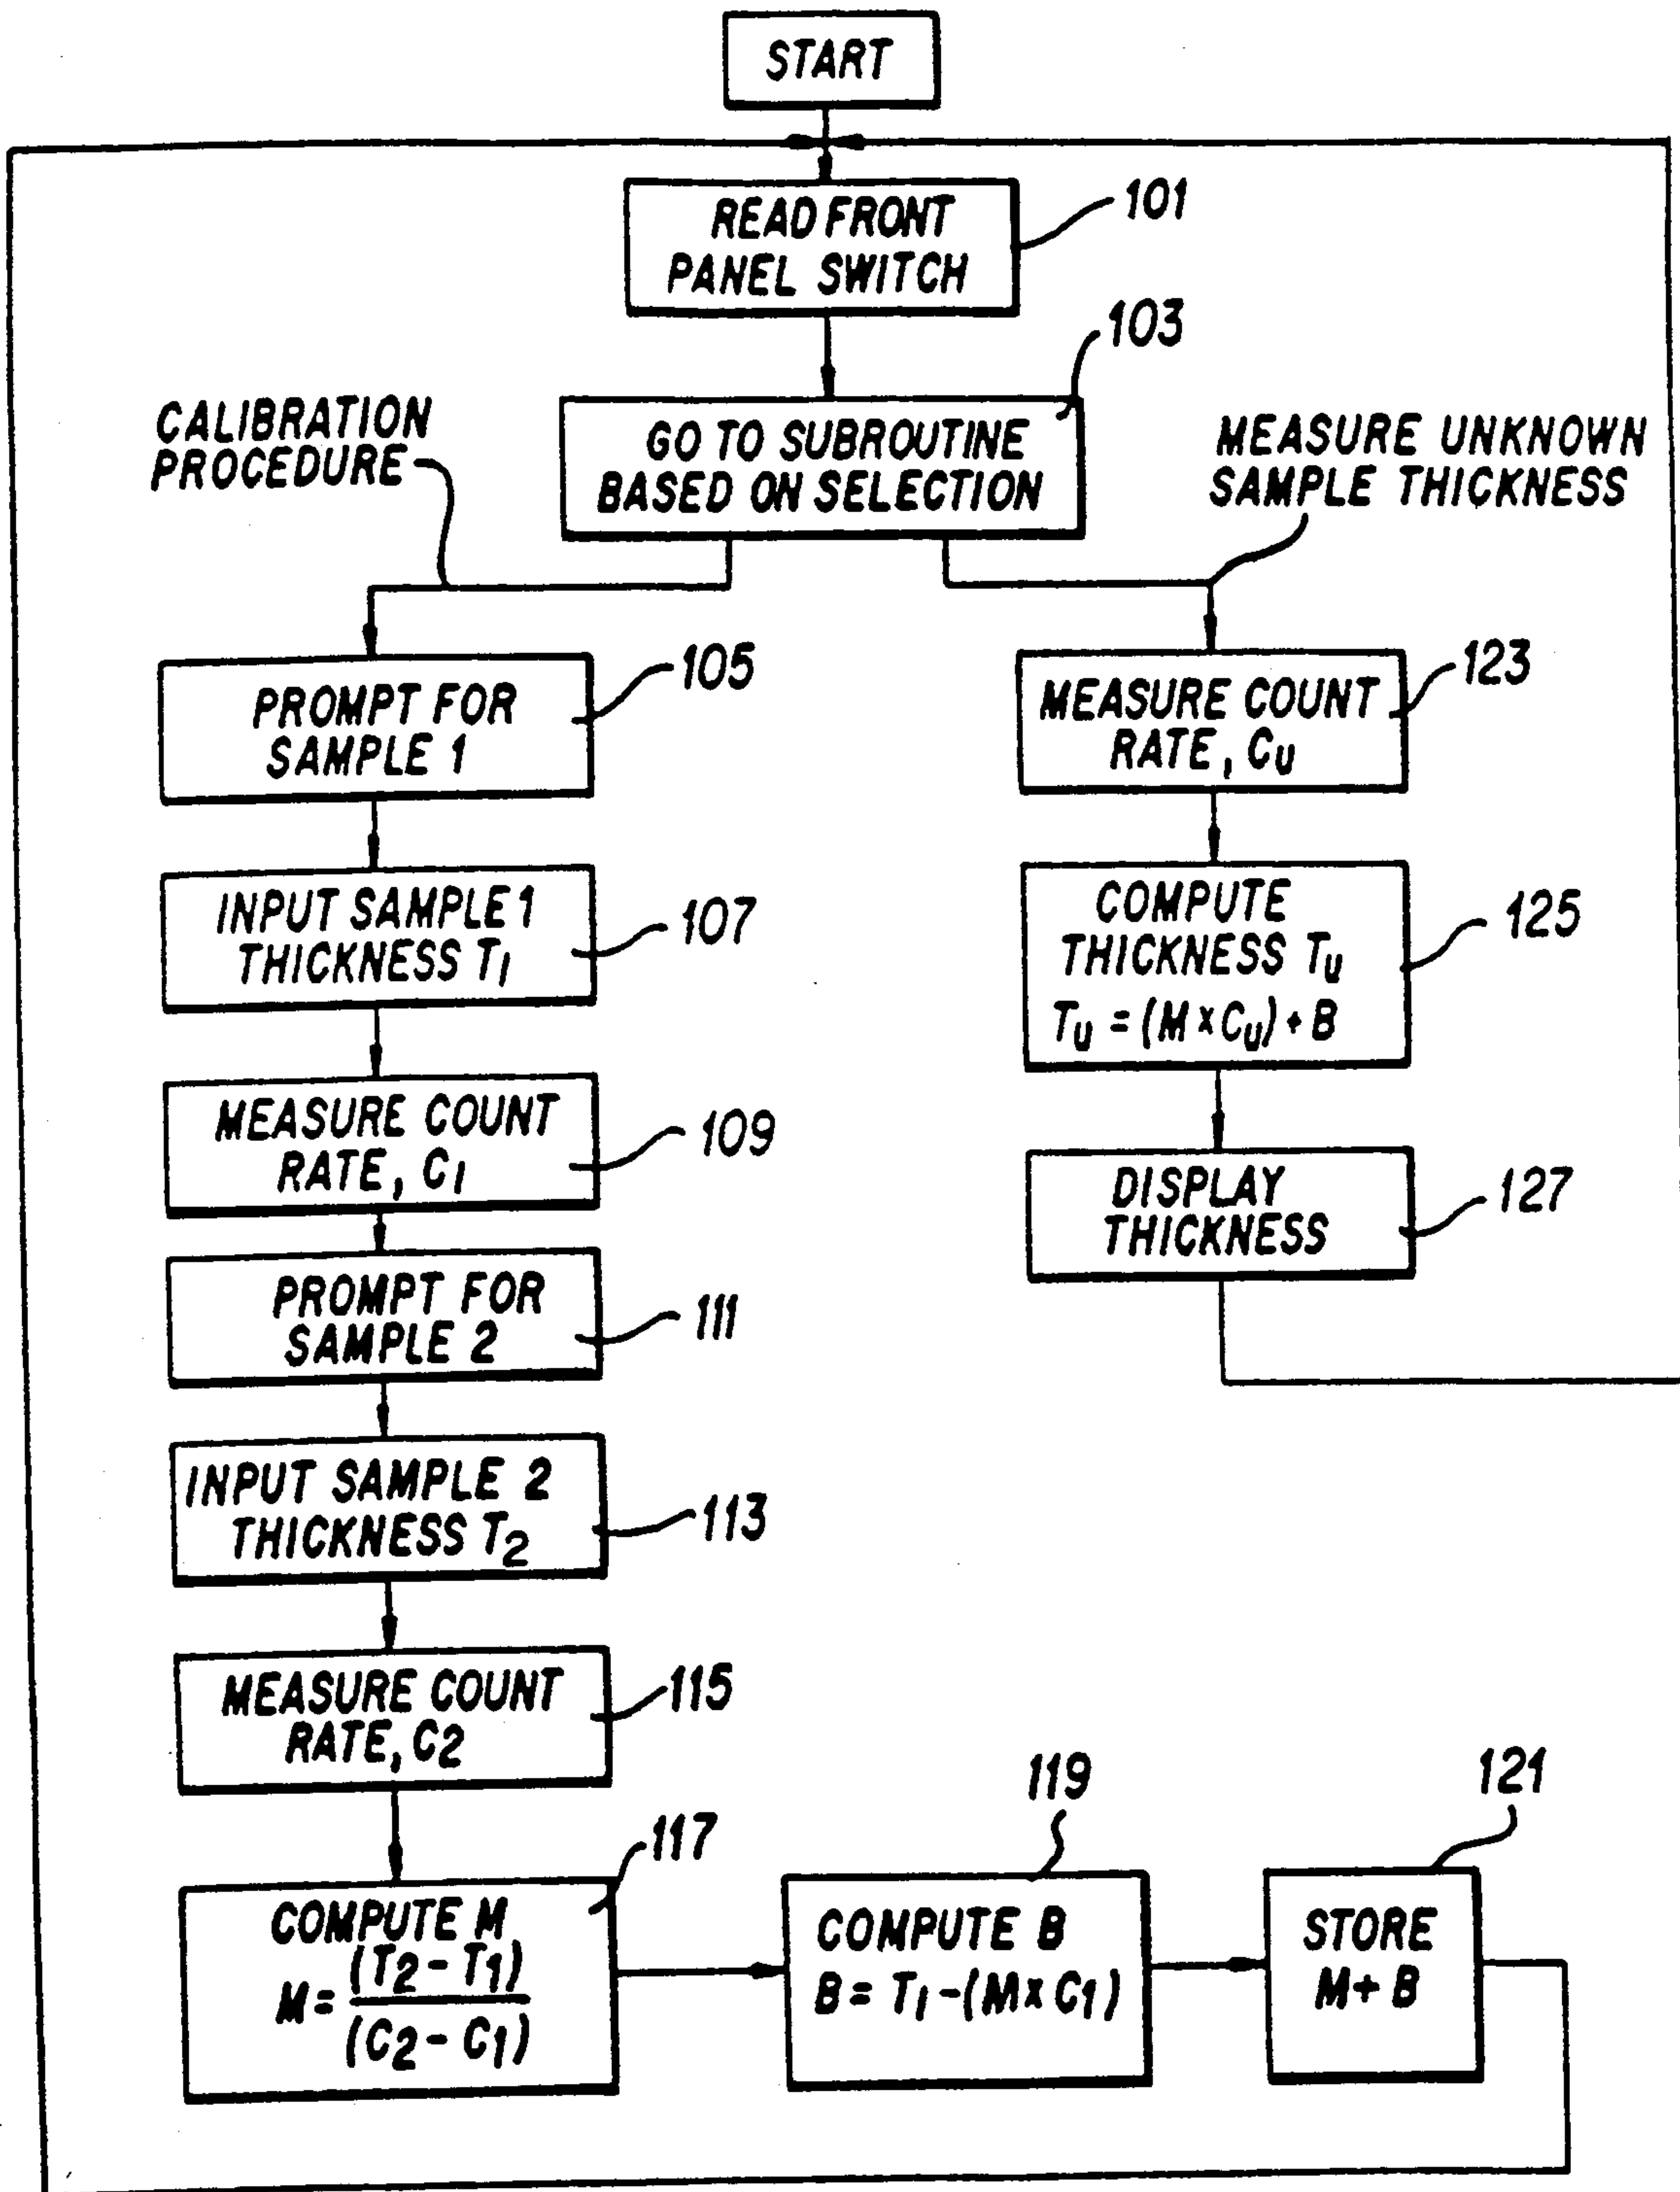 START
READ FRONT
PANEL SWITCH
101
103
CALIBRATION
PROCEDURE
GO TO SUBROUTINE
BASED ON SELECTION
MEASURE UNKNOWN
SAMPLE THICKNESS
PROMPT FOR
SAMPLE 1
105
INPUT SAMPLE 1
THICKNESS T1
107
MEASURE COUNT
RATE, C1
109
PROMPT FOR
SAMPLE 2
111
INPUT SAMPLE 2
THICKNESS T2
113
MEASURE COUNT
RATE, C2
115
COMPUTE M
M = (T2 - T1)
(C2 - C1)
117
COMPUTE B
B = T1 - (M x C1)
119
STORE
M + B
121
MEASURE COUNT
RATE, CU
123
COMPUTE
THICKNESS TU
TU = (M x CU) + B
125
DISPLAY
THICKNESS
127